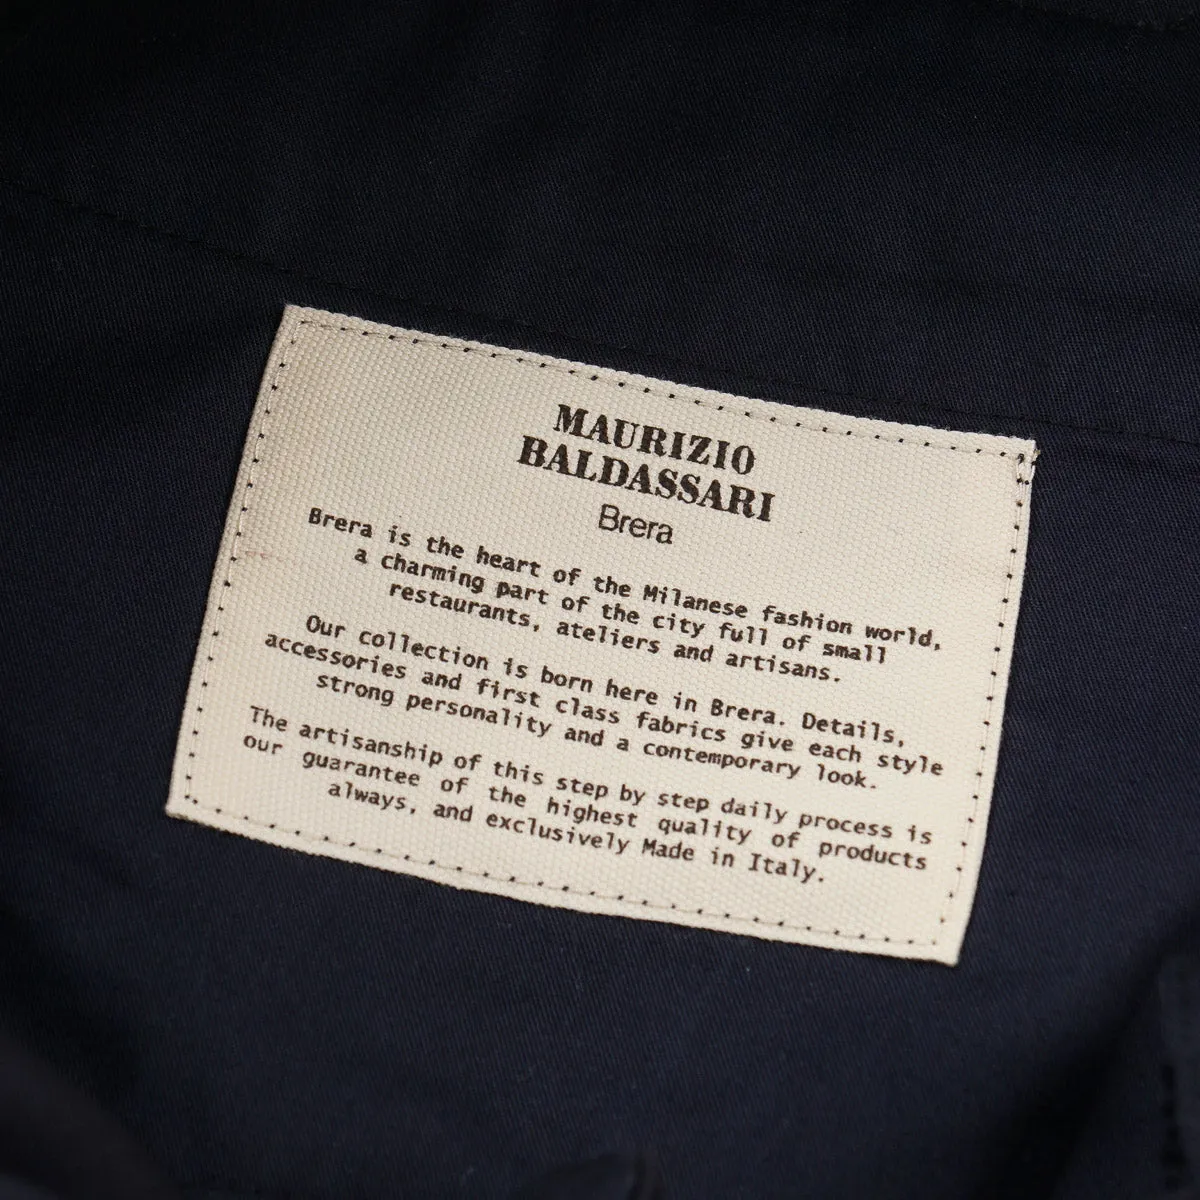 MAURIZIO
BALDASSARI
Brera
Brera is the heart of the Milanese fashion world,
a charming part of the city full of small
restaurants, ateliers and artisans.
Our collection is born here in Brera. Details,
accessories and first class fabrics give each style
strong personality and a contemporary look.
The artisanship of this step by step daily process is
our guarantee of the highest quality of products
always, and exclusively Made in Italy.